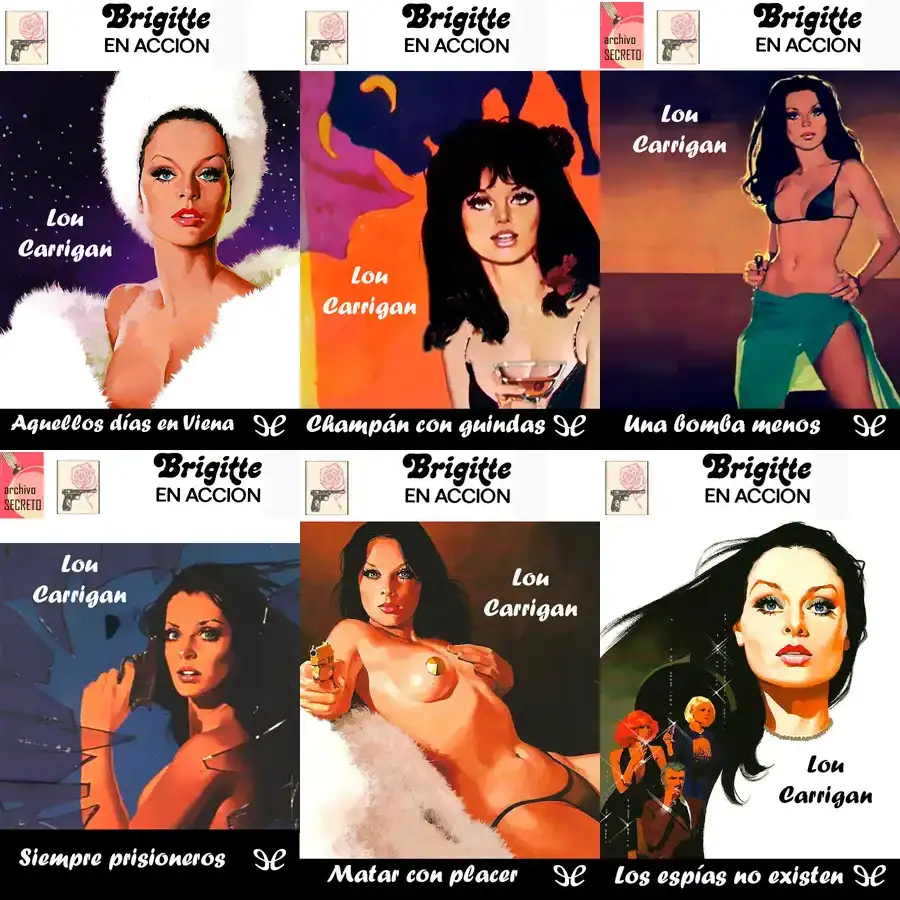 Brigitte
EN ACCION
Lou
Carrigan
Aquellos días en Viena
Brigitte
EN ACCION
Lou
Carrigan
Champán con guindas
archivo
SECRETO
Brigitte
EN ACCION
Lou
Carrigan
Una bomba menos
archivo
SECRETO
Brigitte
EN ACCION
Lou
Carrigan
Siempre prisioneros
Brigitte
EN ACCION
Lou
Carrigan
Matar con placer
Brigitte
EN ACCION
Lou
Carrigan
Los espías no existen